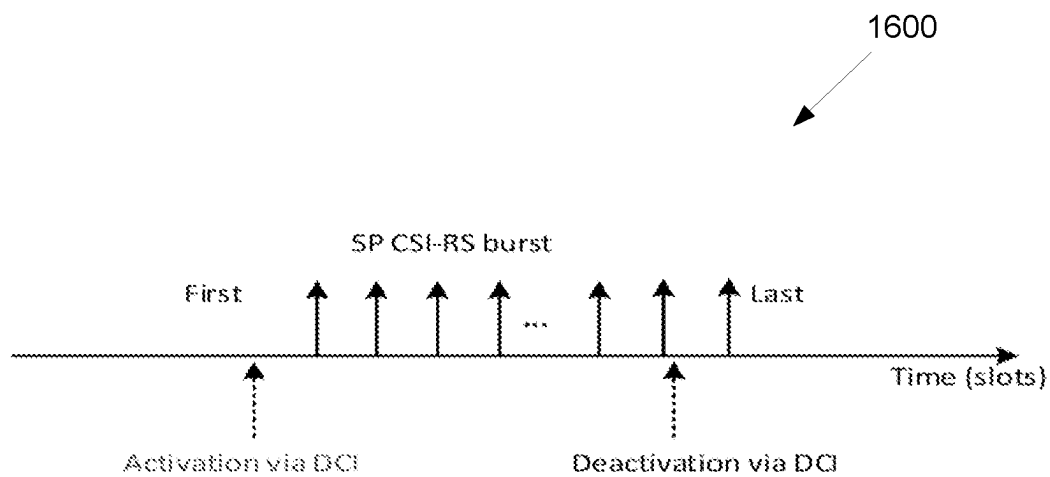 1600
SP CSI-RS burst
First
Last
...
Time (slots)
Activation via DCI
Deactivation via DCI